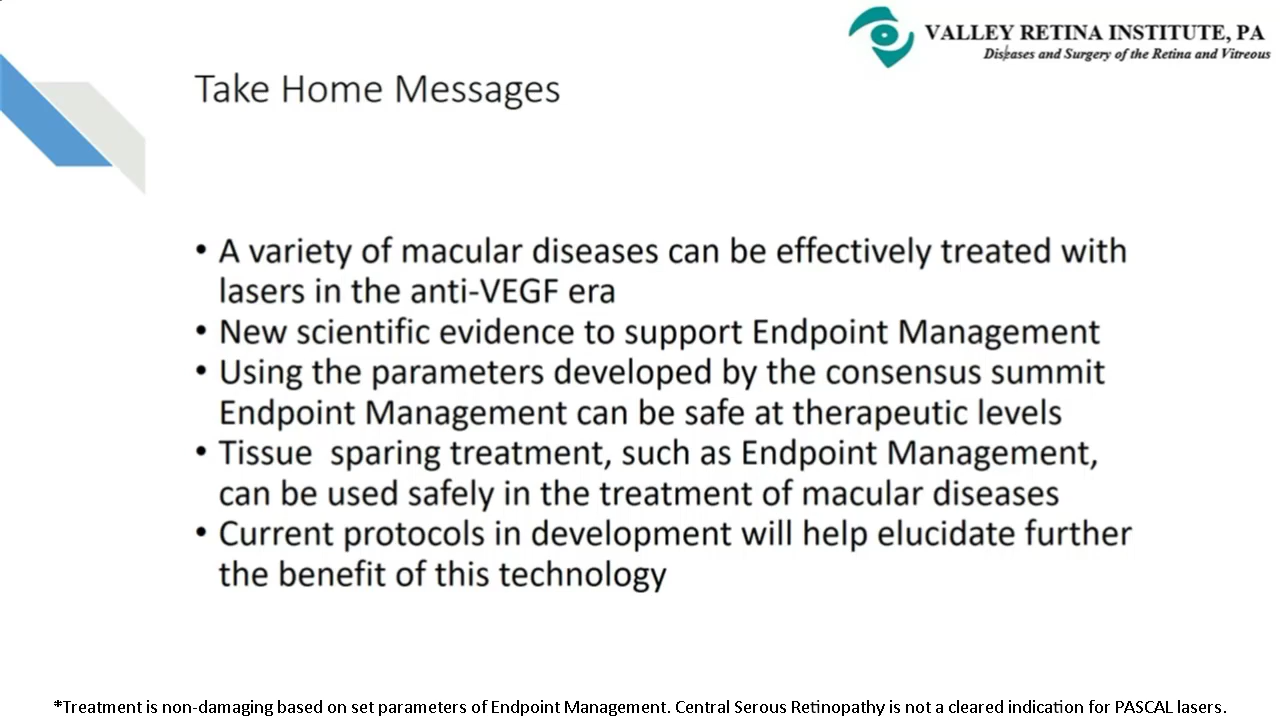 VALLEY RETINA INSTITUTE, PA
Diseases and Surgery of the Retina and Vitreous
Take Home Messages
• A variety of macular diseases can be effectively treated with
lasers in the anti-VEGF era
• New scientific evidence to support Endpoint Management
• Using the parameters developed by the consensus summit
Endpoint Management can be safe at therapeutic levels
• Tissue  sparing treatment, such as Endpoint Management,
can be used safely in the treatment of macular diseases
• Current protocols in development will help elucidate further
the benefit of this technology
*Treatment is non-damaging based on set parameters of Endpoint Management. Central Serous Retinopathy is not a cleared indication for PASCAL lasers.